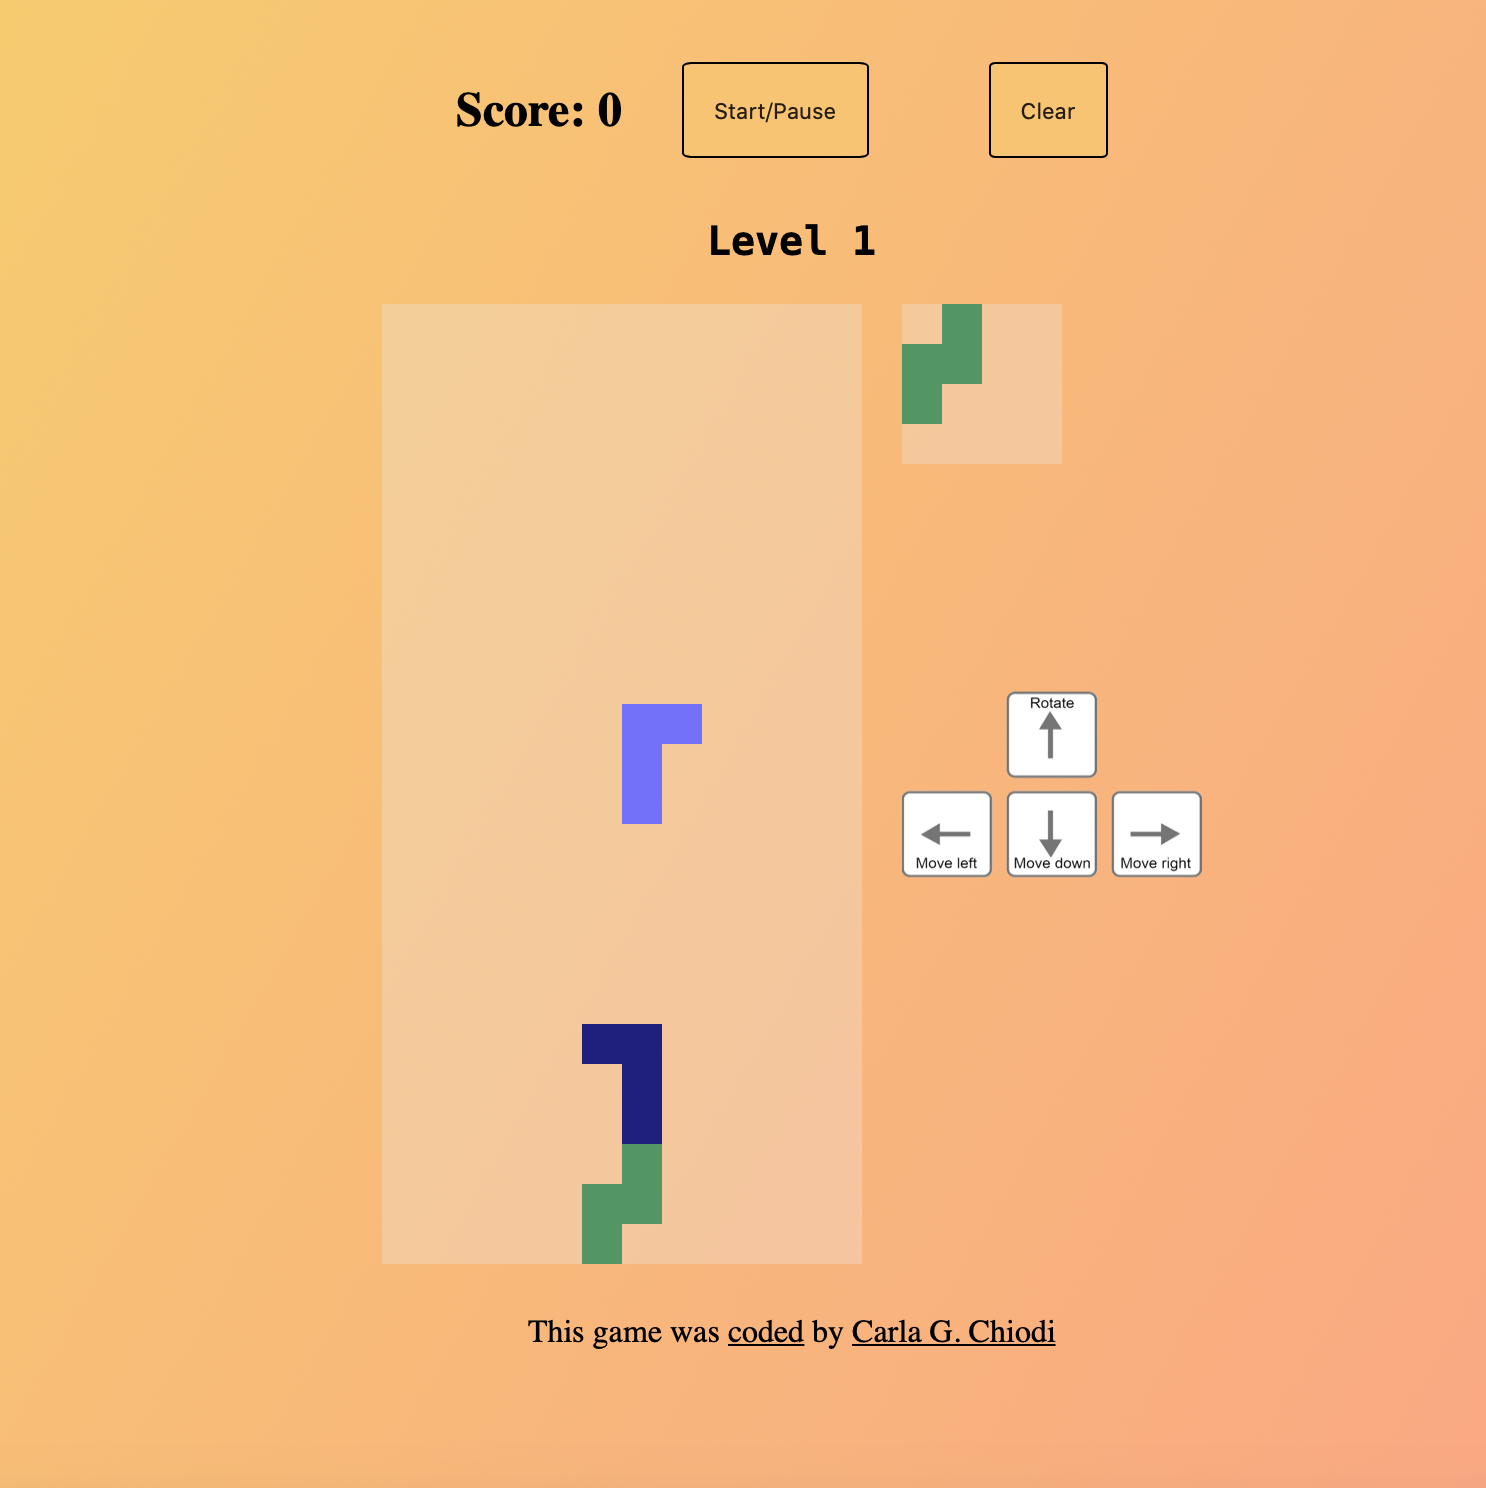 Score: 0
Start/Pause
Clear
Level 1
Rotate
Move left
Move down
Move right
This game was coded by Carla G. Chiodi